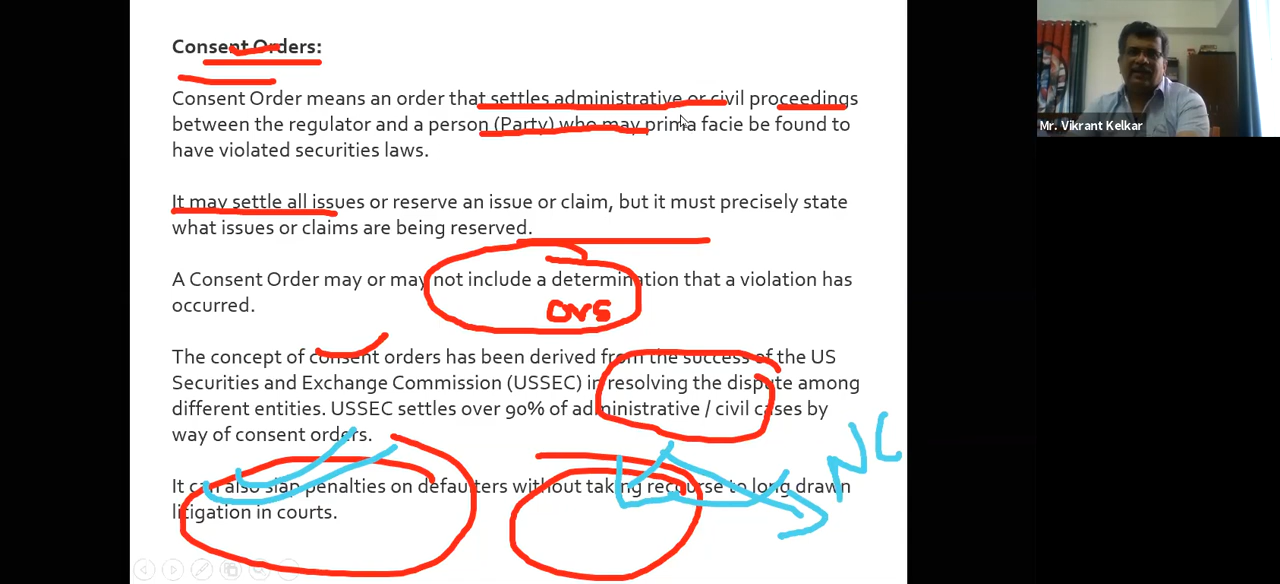 Consent Orders:
Consent Order means an order that settles administrative or civil proceedings
between the regulator and a person (Party) who may prima facie be found to
have violated securities laws.
It may settle all issues or reserve an issue or claim, but it must precisely state
what issues or claims are being reserved.
A Consent Order may or may not include a determination that a violation has
occurred.
The concept of consent orders has been derived from the success of the US
Securities and Exchange Commission (USSEC) in resolving the dispute among
different entities. USSEC settles over 90% of administrative / civil cases by
way of consent orders.
It can also slap penalties on defaulters without taking recourse to long drawn
litigation in courts.
Mr. Vikrant Kelkar